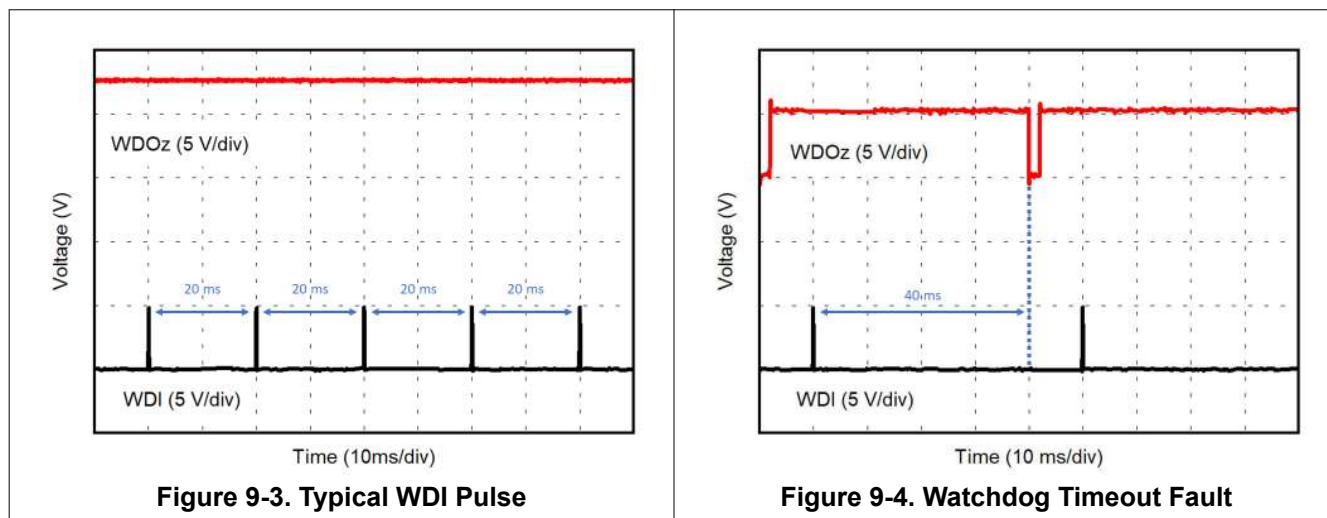 WDOz (5 V/div)
Voltage (V)
20 ms
20 ms
20 ms
20 ms
WDI (5 V/div)
Time (10ms/div)
Figure 9-3. Typical WDI Pulse
WDOz (5 V/div)
Voltage (V)
40 ms
WDI (5 V/div)
Time (10 ms/div)
Figure 9-4. Watchdog Timeout Fault